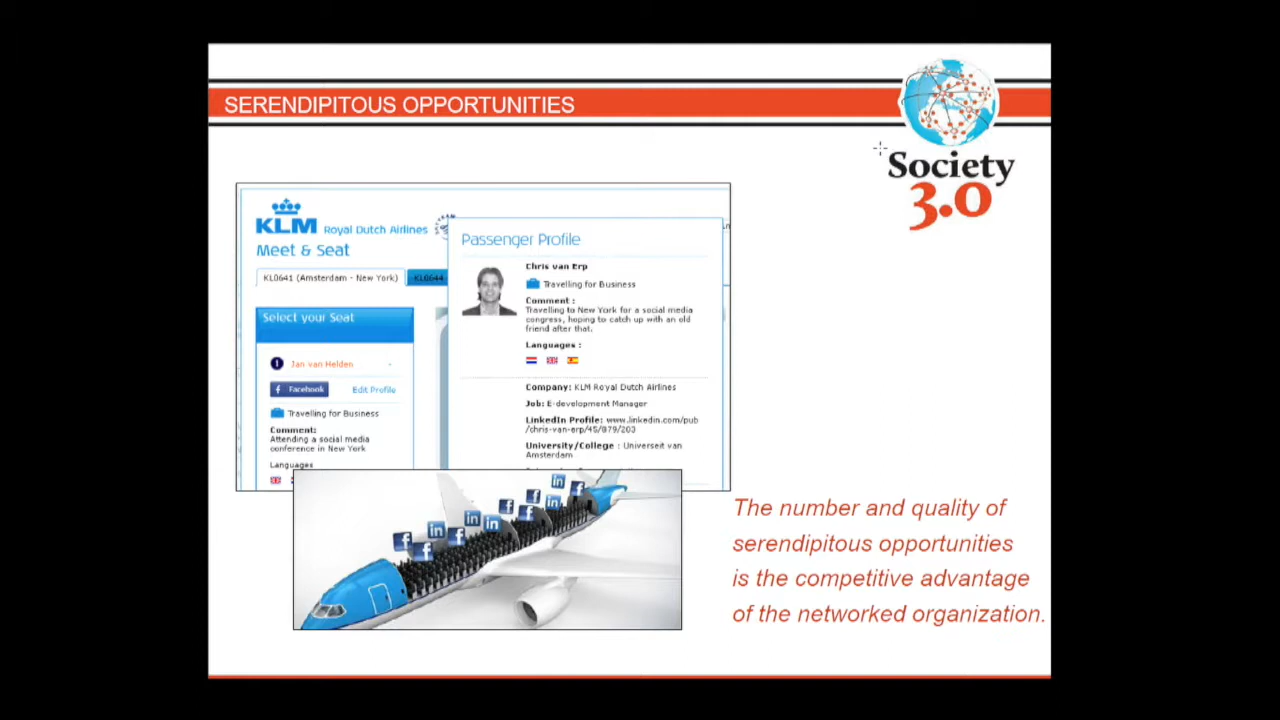 SERENDIPITOUS OPPORTUNITIES
Society
3.0
KLM Royal Dutch Airlines
Meet & Seat
KL0641 (Amsterdam - New York)
KL0644
Select your Seat
1 Jan van Helden
Facebook
Edit Profile
Travelling for Business
Comment:
Attending a social media
conference in New York
Languages
Passenger Profile
Chris van Erp
Travelling for Business
Comment :
Travelling to New York for a social media
congress, hoping to catch up with an old
friend after that.
Languages :
Company: KLM Royal Dutch Airlines
Job: E-development Manager
LinkedIn Profile: www.linkedin.com/pub
/chris-van-erp/45/879/203
University/College : Universeit van
Amsterdam
The number and quality of
serendipitous opportunities
is the competitive advantage
of the networked organization.